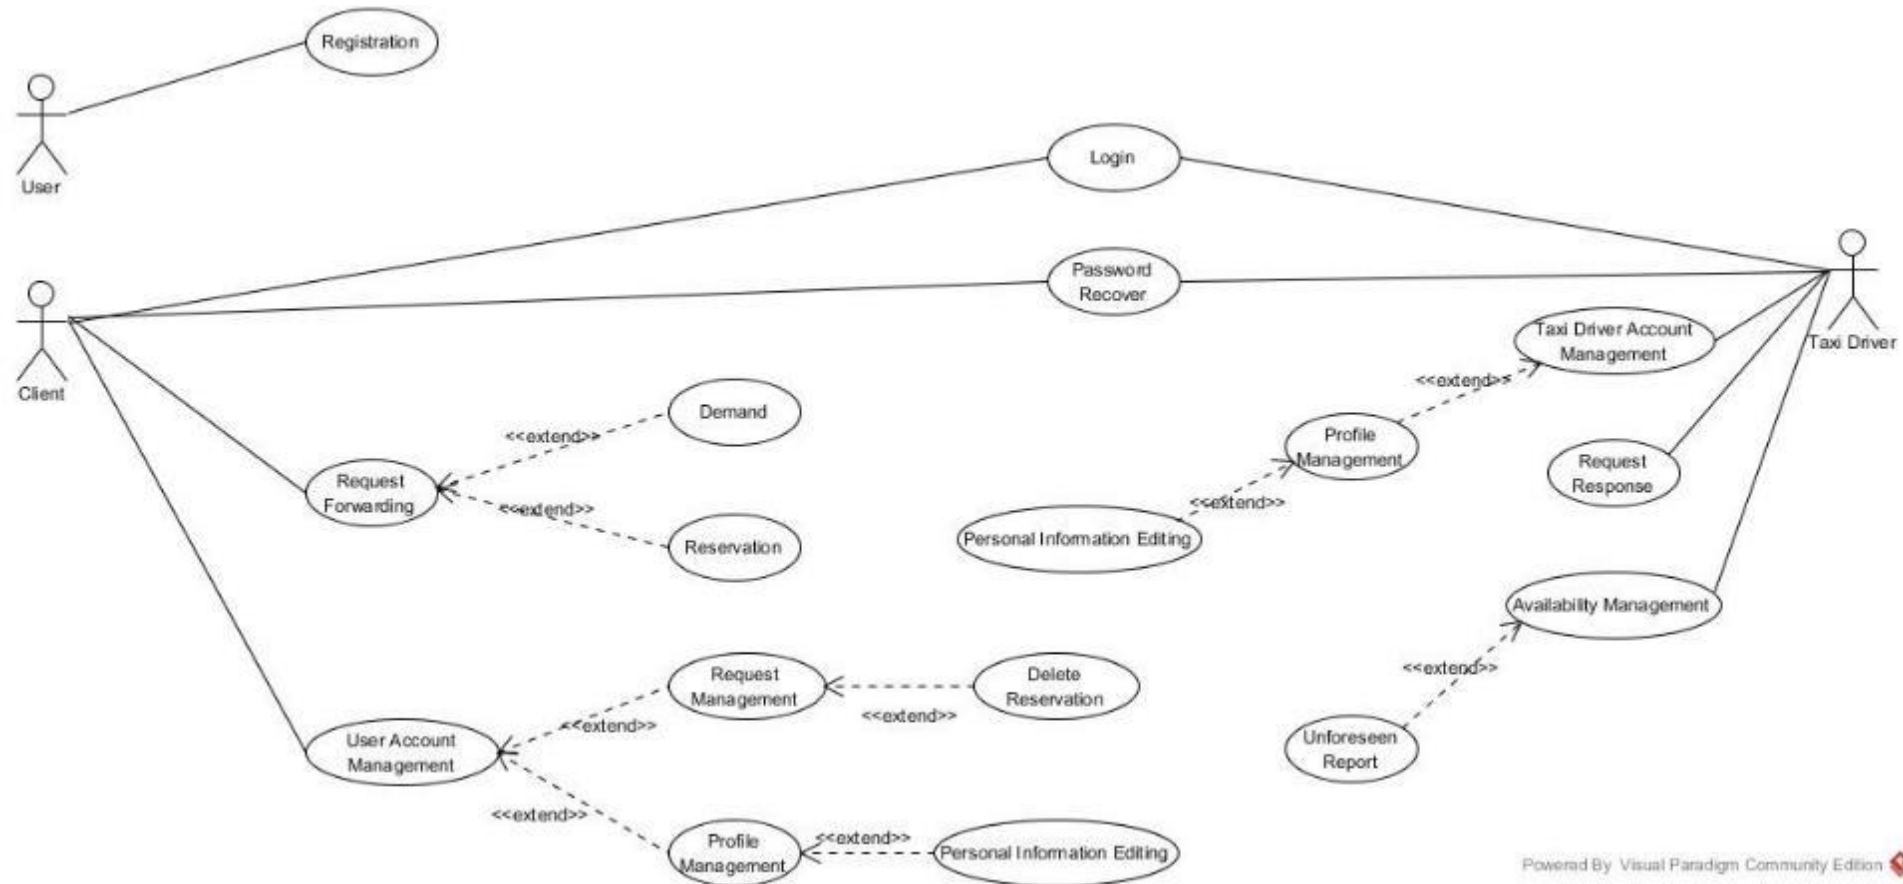 Registration
User
Login
Password
Recover
Client
Taxi Driver
Taxi Driver Account
Management
<<extend>>
Demand
<<extend>>
Profile
Management
Request
Forwarding
Request
Response
<<extend>>
<<extend>>
Reservation
Personal Information Editing
Availability Management
<<extend>>
Request
Management
Delete
Reservation
<<extend>>
<<extend>>
User Account
Management
Unforeseen
Report
<<extend>>
Profile
Management
<<extend>>
Personal Information Editing
Powered By Visual Paradigm Community Edition